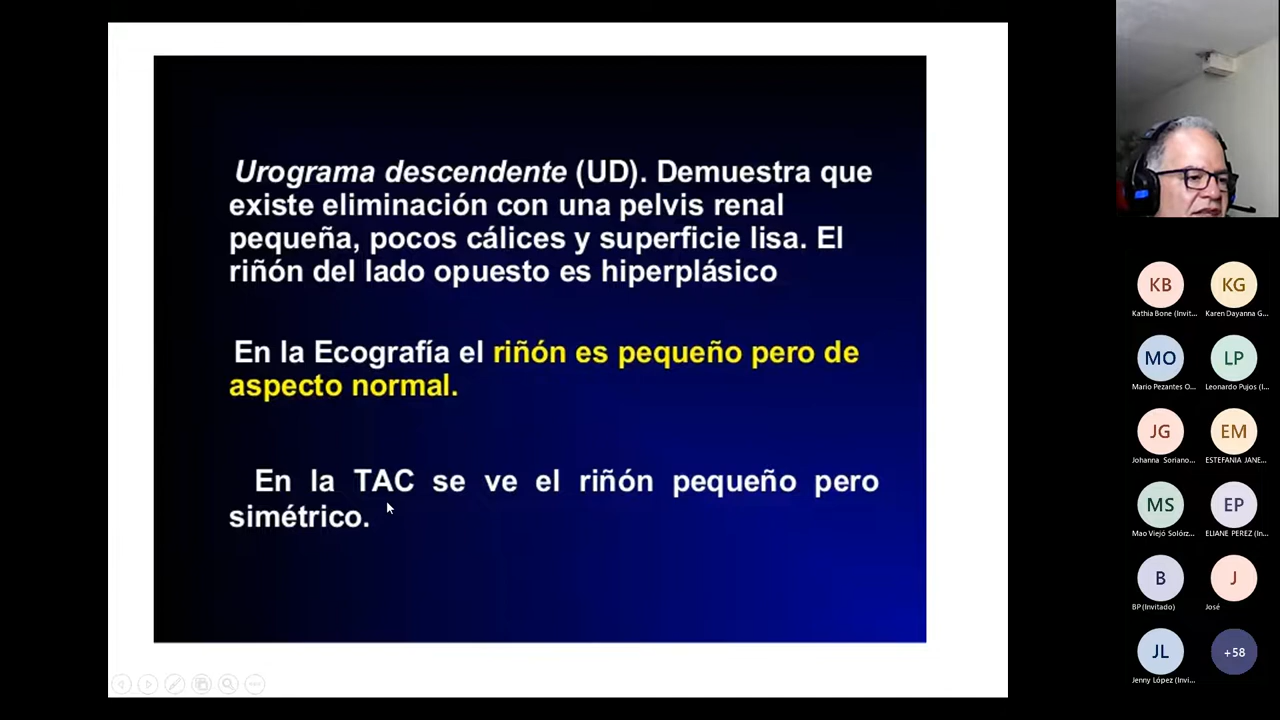 Urograma descendente (UD). Demuestra que
existe eliminación con una pelvis renal
pequeña, pocos cálices y superficie lisa. El
riñón del lado opuesto es hiperplásico
En la Ecografía el riñón es pequeño pero de
aspecto normal.
En la TAC se ve el riñón pequeño pero
simétrico.
KB
KG
Kathia Bone (Invit...
Karen Dayanna G...
MO
LP
Mario Pezantes O...
Leonardo Pujos (I...
JG
EM
Johanna Soriano...
ESTEFANIA JANE...
MS
EP
Mao Viejó Solórz...
ELIANE PEREZ (In...
B
J
BP (Invitado)
José
JL
+58
Jenny López (Invi...